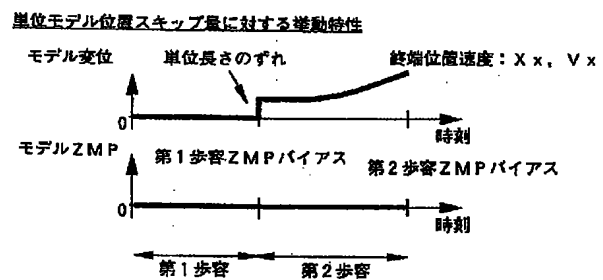 単位モデル位置スキップ量に対する挙動特性
モデル変位
単位長さのずれ
終端位置速度：Ｘｘ，Ｖｘ
0
時刻
モデルＺＭＰ
第１歩容ＺＭＰバイアス
第２歩容ＺＭＰバイアス
0
時刻
第１歩容
第２歩容